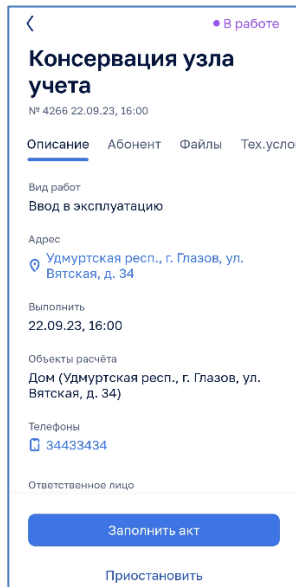 В работе
Консервация узла
учета
№ 4266 22.09.23, 16:00
Описание Абонент Файлы Тех.услов
Вид работ
Ввод в эксплуатацию
Адрес
Удмуртская респ., г. Глазов, ул.
Вятская, д. 34
Выполнить
22.09.23, 16:00
Объекты расчёта
Дом (Удмуртская респ., г. Глазов, ул.
Вятская, д. 34)
Телефоны
34433434
Ответственное лицо
Заполнить акт
Приостановить